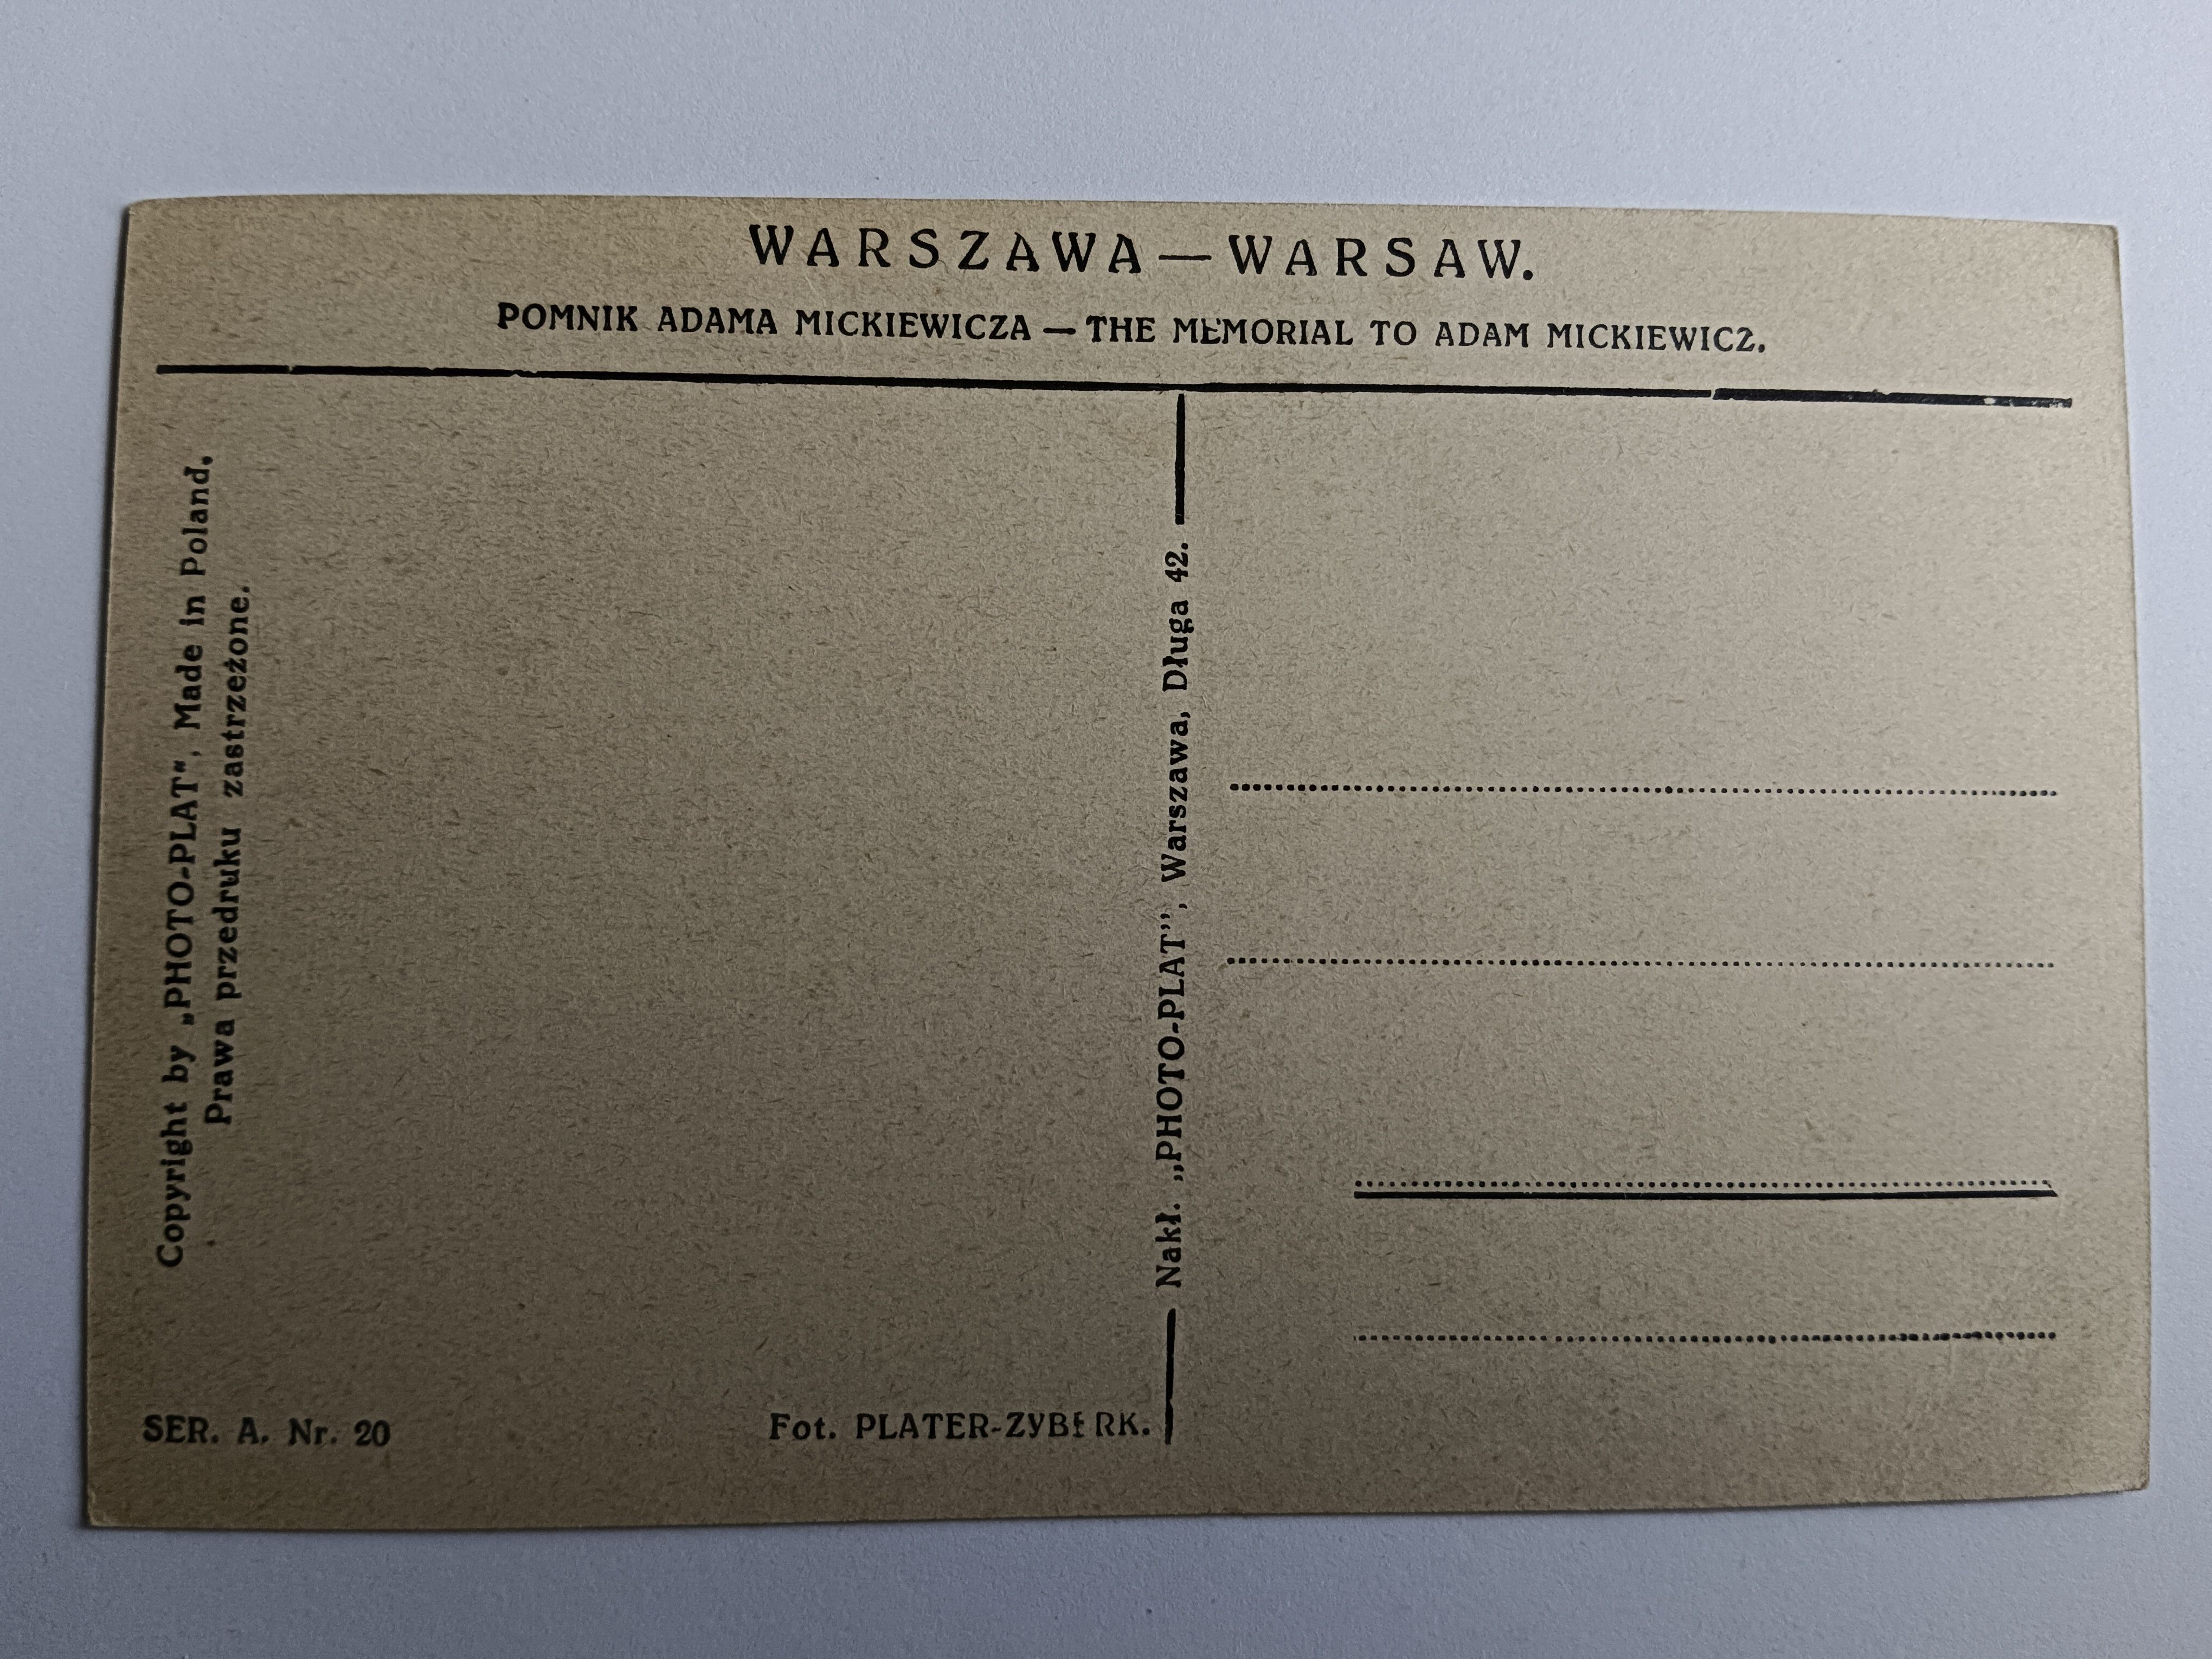 WARSZAWA — WARSAW.
POMNIK ADAMA MICKIEWICZA — THE MEMORIAL TO ADAM MICKIEWICZ.
Copyright by „PHOTO-PLAT“, Made in Poland.
Prawa przedruku zastrzeżone.
Nakł. „PHOTO-PLAT”, Warszawa, Długa 42.
SER. A. Nr. 20
Fot. PLATER-ZYBERK.